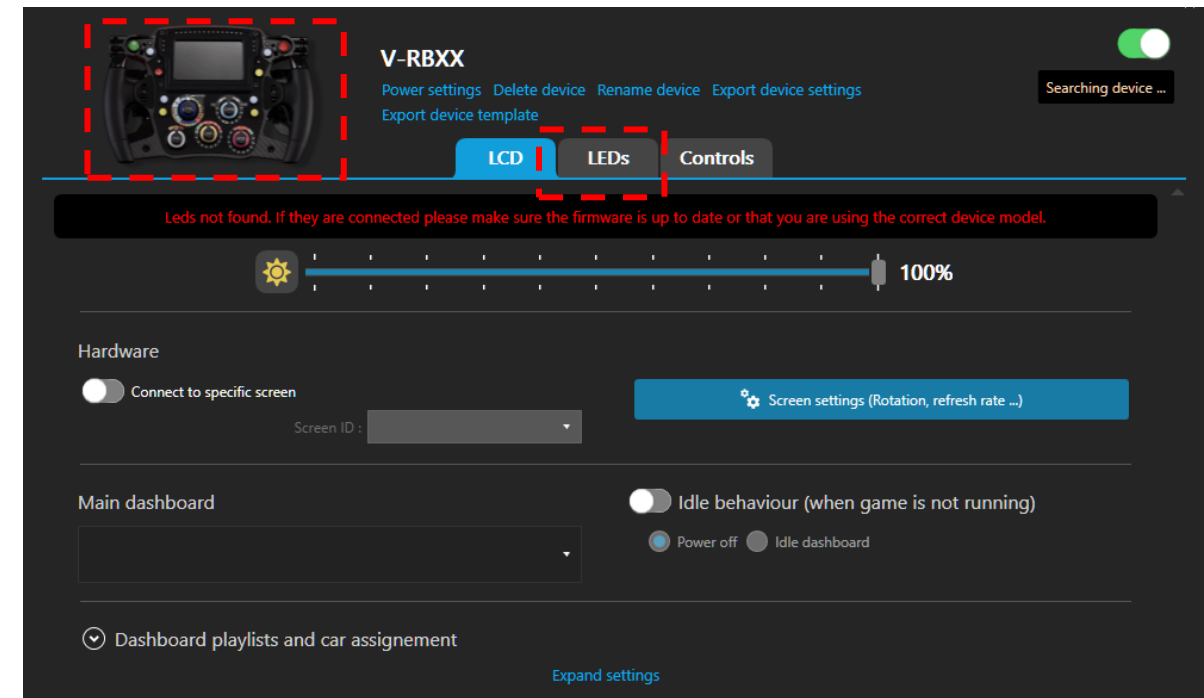 V-RBXX
Power settings Delete device Rename device Export device settings
Export device template
Searching device ...
LCD LEDs Controls
Leds not found. If they are connected please make sure the firmware is up to date or that you are using the correct device model.
100%
Hardware
Connect to specific screen
Screen settings (Rotation, refresh rate ...)
Screen ID :
Main dashboard
Idle behaviour (when game is not running)
Power off Idle dashboard
Dashboard playlists and car assignement
Expand settings